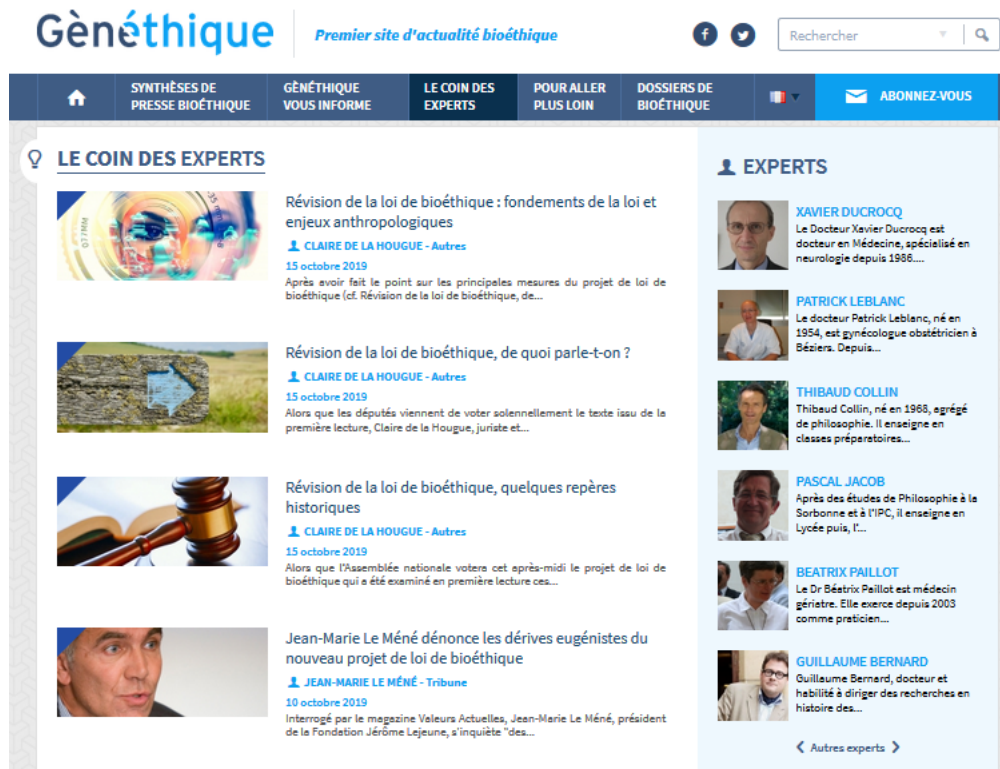 Gènéthique
Premier site d'actualité bioéthique
Rechercher
SYNTHÈSES DE
PRESSE BIOÉTHIQUE
GÈNÉTHIQUE
VOUS INFORME
LE COIN DES
EXPERTS
POUR ALLER
PLUS LOIN
DOSSIERS DE
BIOÉTHIQUE
ABONNEZ-VOUS
LE COIN DES EXPERTS
Révision de la loi de bioéthique : fondements de la loi et
enjeux anthropologiques
CLAIRE DE LA HOUGUE - Autres
15 octobre 2019
Après avoir fait le point sur les principales mesures du projet de loi de
bioéthique (cf. Révision de la loi de bioéthique, de...
Révision de la loi de bioéthique, de quoi parle-t-on ?
CLAIRE DE LA HOUGUE - Autres
15 octobre 2019
Alors que les députés viennent de voter solennellement le texte issu de la
première lecture, Claire de la Hougue, juriste et...
Révision de la loi de bioéthique, quelques repères
historiques
CLAIRE DE LA HOUGUE - Autres
15 octobre 2019
Alors que l'Assemblée nationale votera cet après-midi le projet de loi de
bioéthique qui a été examiné en première lecture ces...
Jean-Marie Le Méné dénonce les dérives eugénistes du
nouveau projet de loi de bioéthique
JEAN-MARIE LE MÉNÉ - Tribune
10 octobre 2019
Interrogé par le magazine Valeurs Actuelles, Jean-Marie Le Méné, président
de la Fondation Jérôme Lejeune, s'inquiète "des...
EXPERTS
XAVIER DUCROCQ
Le Docteur Xavier Ducrocq est
docteur en Médecine, spécialisé en
neurologie depuis 1986....
PATRICK LEBLANC
Le docteur Patrick Leblanc, né en
1954, est gynécologue obstétricien à
Béziers. Depuis...
THIBAUD COLLIN
Thibaud Collin, né en 1968, agrégé
de philosophie. Il enseigne en
classes préparatoires...
PASCAL JACOB
Après des études de Philosophie à la
Sorbonne et à l'IPC, il enseigne en
Lycée puis, l'...
BEATRIX PAILLOT
Le Dr Béatrix Paillot est médecin
gériatre. Elle exerce depuis 2003
comme praticien...
GUILLAUME BERNARD
Guillaume Bernard, docteur et
habilité à diriger des recherches en
histoire des...
Autres experts